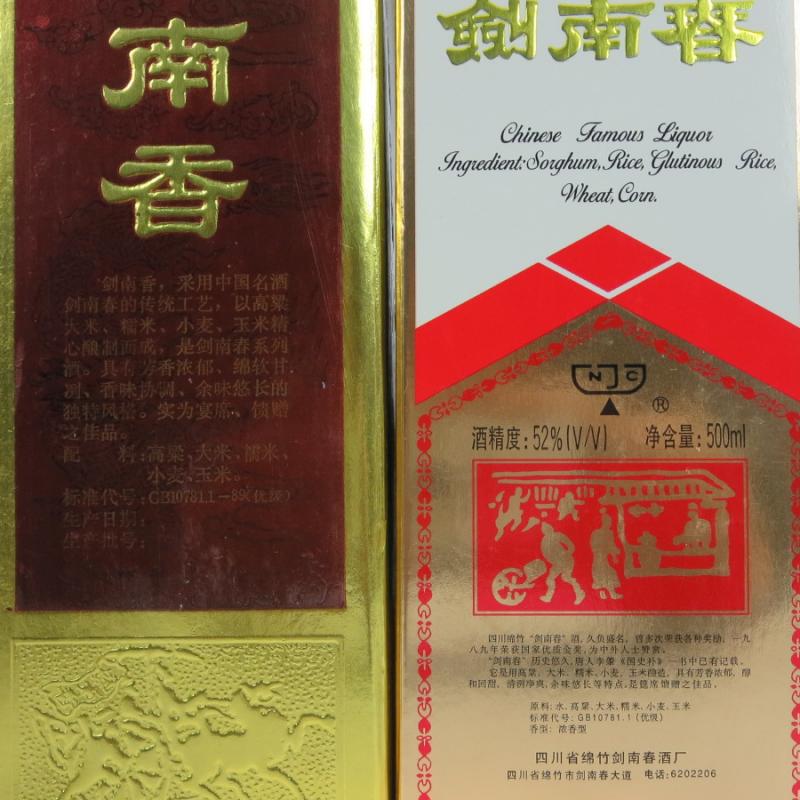 南
香
剑南香，采用中国名酒
剑南春的传统工艺，以高粱
大米、糯米、小麦、玉米精
心酿制而成，是剑南春系列
酒。具有芳香浓郁、绵软甘
冽、香味协调、余味悠长的
独特风格。实为宴席、馈赠
之佳品。
配　料:高粱、大米、糯米、
小麦、玉米。
标准代号:GB10781.1－89(优级)
生产日期:
生产批号:
剑南春
Chinese Famous Liquor
Ingredient:Sorghum,Rice,Glutinous Rice,
Wheat,Corn.
NJC
®
酒精度:52%(V/V) 净含量:500ml
四川绵竹“剑南春”酒,久负盛名，曾多次荣获各种奖励，一九
八九年荣获国家优质金奖,为中外人士赞赏。
“剑南春”历史悠久,唐人李肇《国史补》一书中已有记载。
它是用高粱、大米、糯米、小麦、玉米酿造，具有芳香浓郁、醇
和回甜、清冽净爽,余味悠长等特点,是筵席馈赠之佳品。
原料:水,高粱,大米,糯米,小麦,玉米
标准代号:GB10781.1(优级)
香型:浓香型
四川省绵竹剑南春酒厂
四川省绵竹市剑南春大道 电话:6202206